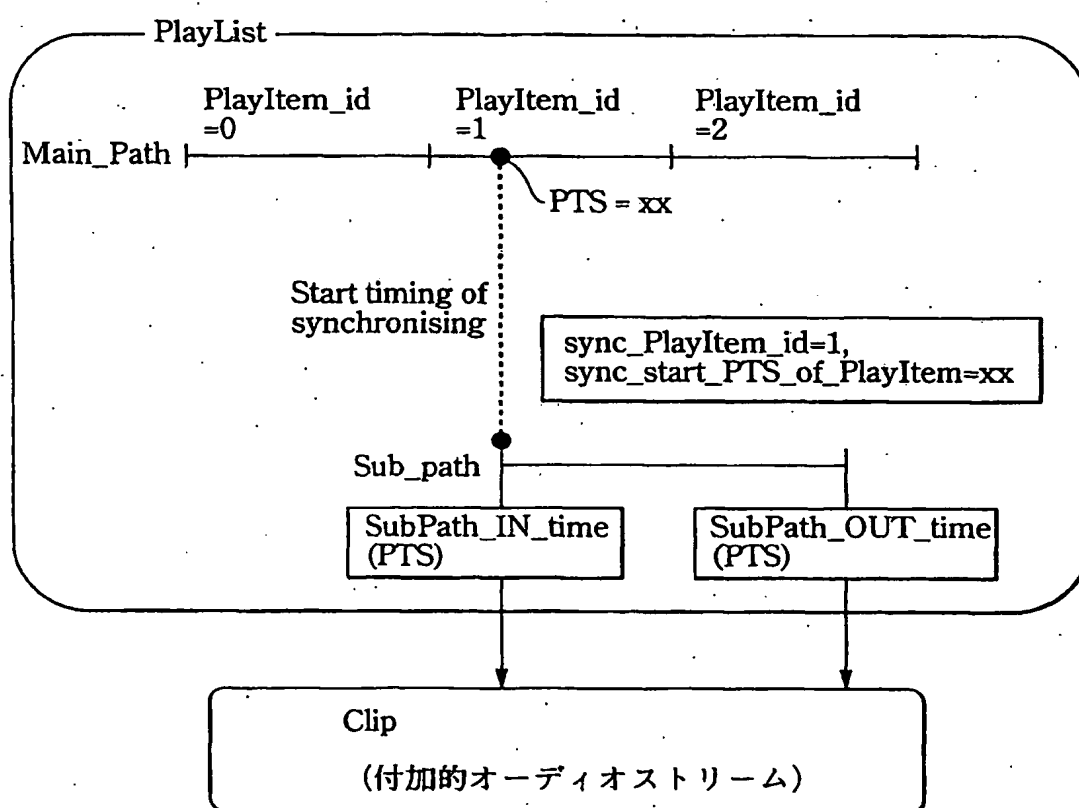 PlayList
PlayItem_id
=0
PlayItem_id
=1
PlayItem_id
=2
Main_Path
PTS = xx
Start timing of
synchronising
sync_PlayItem_id=1,
sync_start_PTS_of_PlayItem=xx
Sub_path
SubPath_IN_time
(PTS)
SubPath_OUT_time
(PTS)
Clip
(付加的オーディオストリーム)